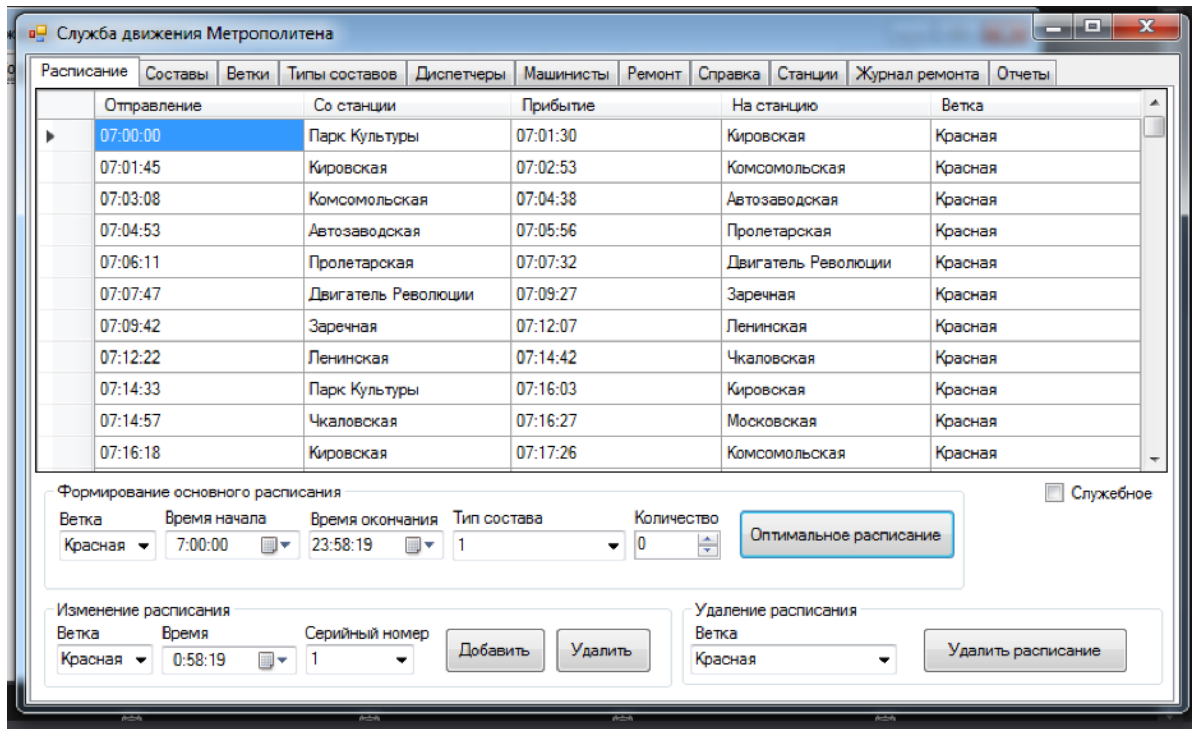 Служба движения Метрополитена
Расписание Составы Ветки Типы составов Диспетчеры Машинисты Ремонт Справка Станции Журнал ремонта Отчеты
Отправление Со станции Прибытие На станцию Ветка
07:00:00 Парк Культуры 07:01:30 Кировская Красная
07:01:45 Кировская 07:02:53 Комсомольская Красная
07:03:08 Комсомольская 07:04:38 Автозаводская Красная
07:04:53 Автозаводская 07:05:56 Пролетарская Красная
07:06:11 Пролетарская 07:07:32 Двигатель Революции Красная
07:07:47 Двигатель Революции 07:09:27 Заречная Красная
07:09:42 Заречная 07:12:07 Ленинская Красная
07:12:22 Ленинская 07:14:42 Чкаловская Красная
07:14:33 Парк Культуры 07:16:03 Кировская Красная
07:14:57 Чкаловская 07:16:27 Московская Красная
07:16:18 Кировская 07:17:26 Комсомольская Красная
Формирование основного расписания
Служебное
Ветка Время начала Время окончания Тип состава Количество
Красная 7:00:00 23:58:19 1 0 Оптимальное расписание
Изменение расписания Удаление расписания
Ветка Время Серийный номер Ветка
Красная 0:58:19 1 Добавить Удалить Красная Удалить расписание